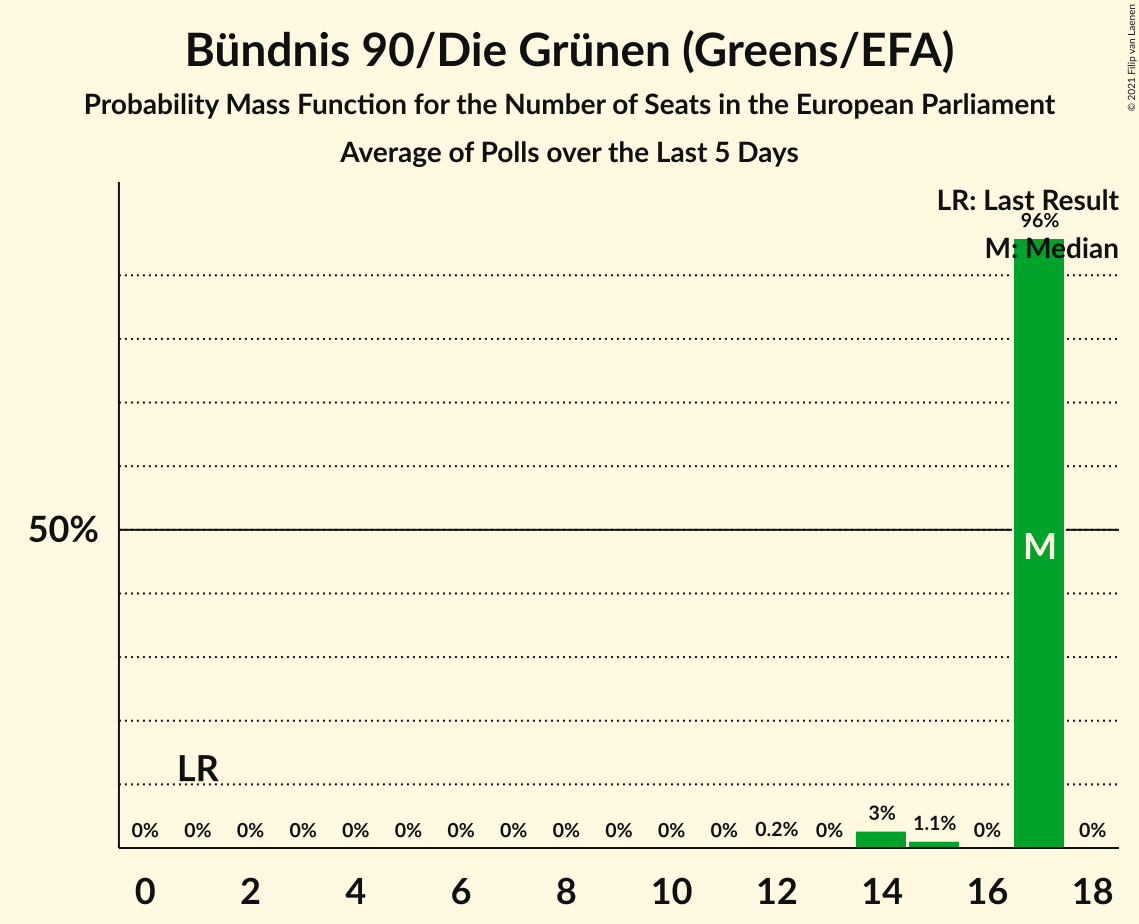 Bündnis 90/Die Grünen (Greens/EFA)
Probability Mass Function for the Number of Seats in the European Parliament
Average of Polls over the Last 5 Days
© 2021 Filip van Laenen
LR: Last Result
96%
M: Median
50%
M
LR
0% 0% 0% 0% 0% 0% 0% 0% 0% 0% 0% 0% 0.2% 0% 3% 1.1% 0% 0%
0 2 4 6 8 10 12 14 16 18